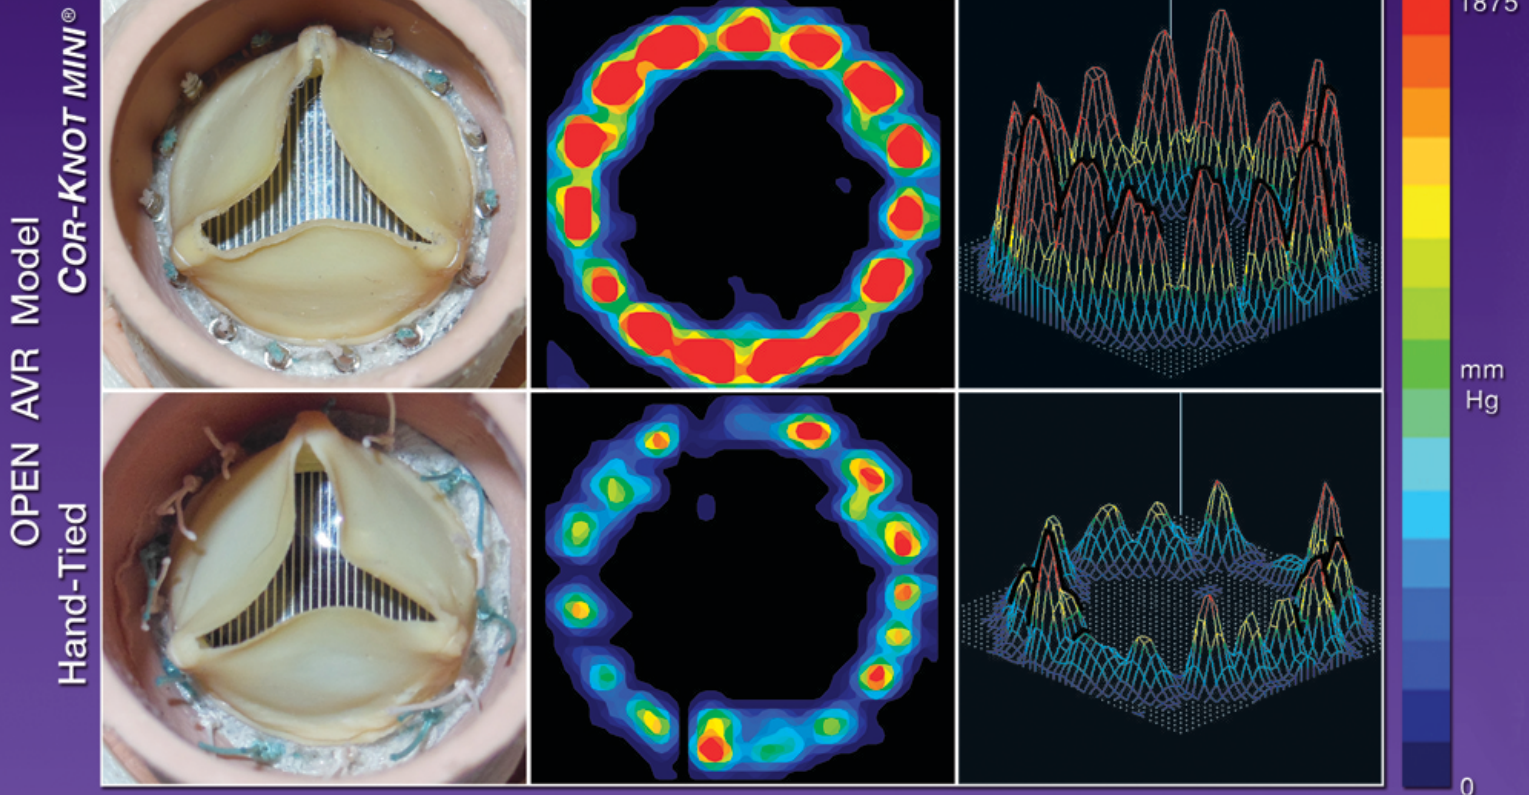 OPEN AVR Model
COR-KNOT MINI®
Hand-Tied
1875
mm
Hg
0